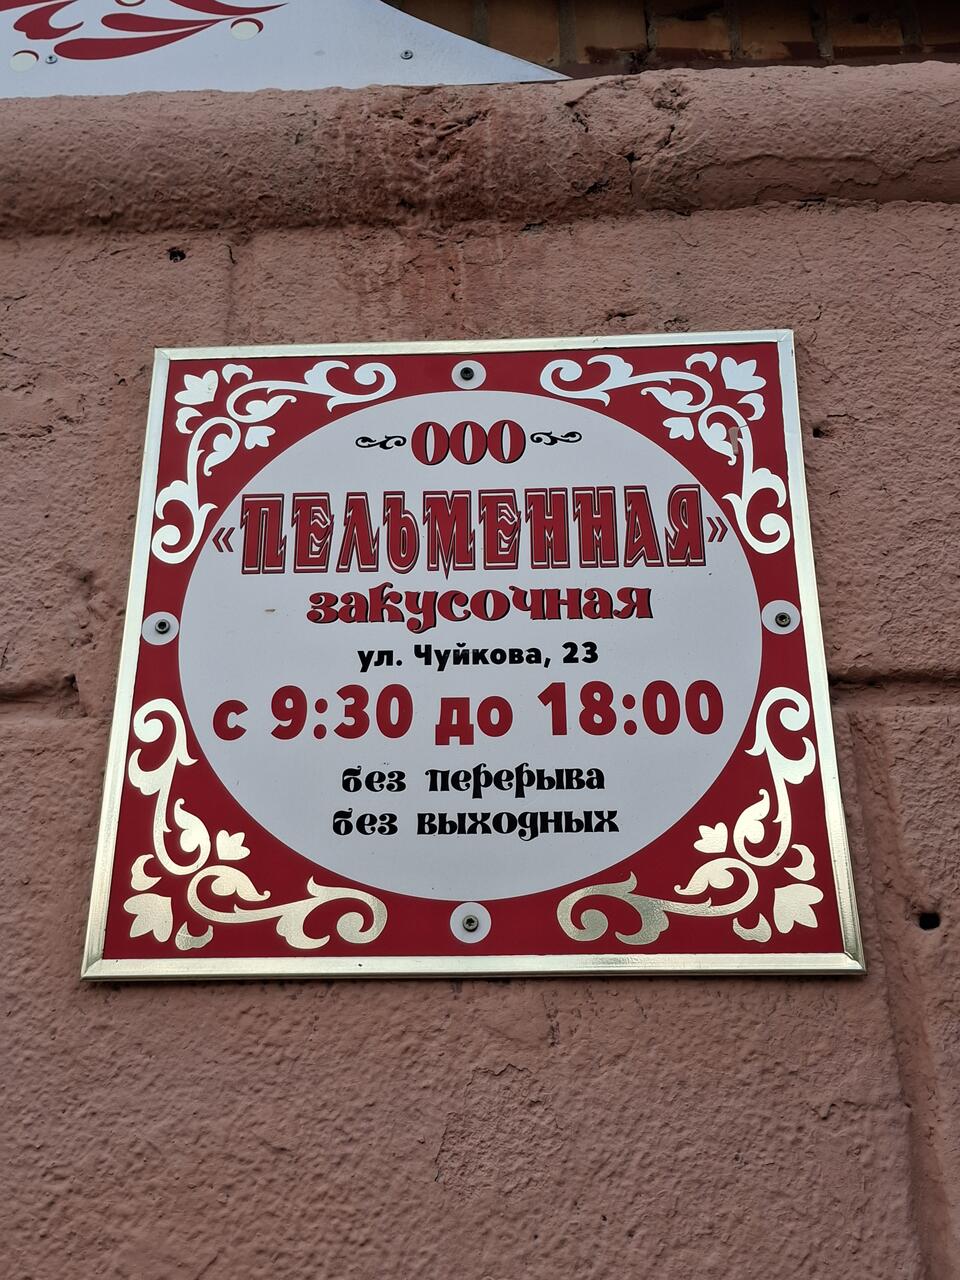 ООО
«ПЕЛЬМЕННАЯ»
закусочная
ул. Чуйкова, 23
с 9:30 до 18:00
без перерыва
без выходных